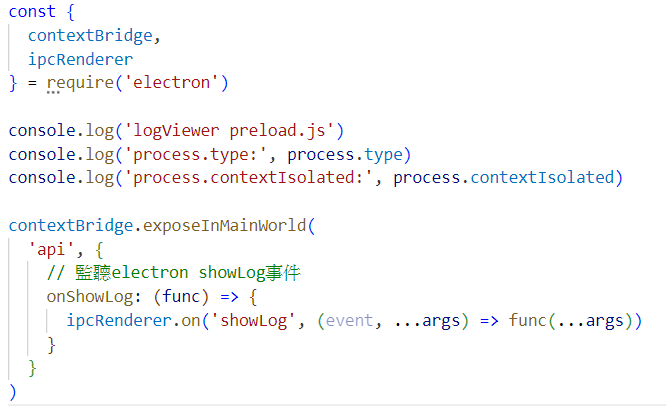 const {
  contextBridge,
  ipcRenderer
} = require('electron')

console.log('logViewer preload.js')
console.log('process.type:', process.type)
console.log('process.contextIsolated:', process.contextIsolated)

contextBridge.exposeInMainWorld(
  'api', {
    // 監聽electron showLog事件
    onShowLog: (func) => {
      ipcRenderer.on('showLog', (event, ...args) => func(...args))
    }
  }
)